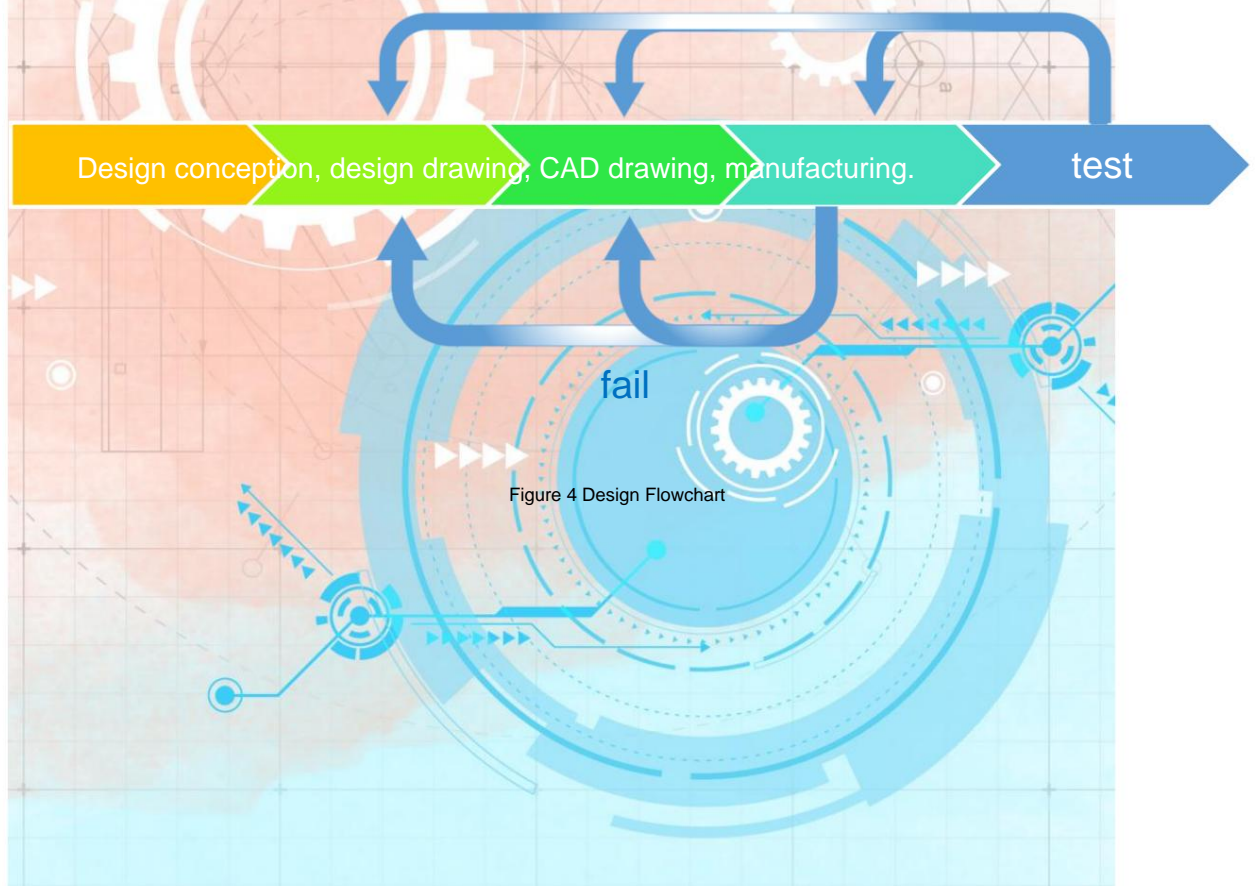 Design conception, design drawing, CAD drawing, manufacturing.
test
fail
Figure 4 Design Flowchart